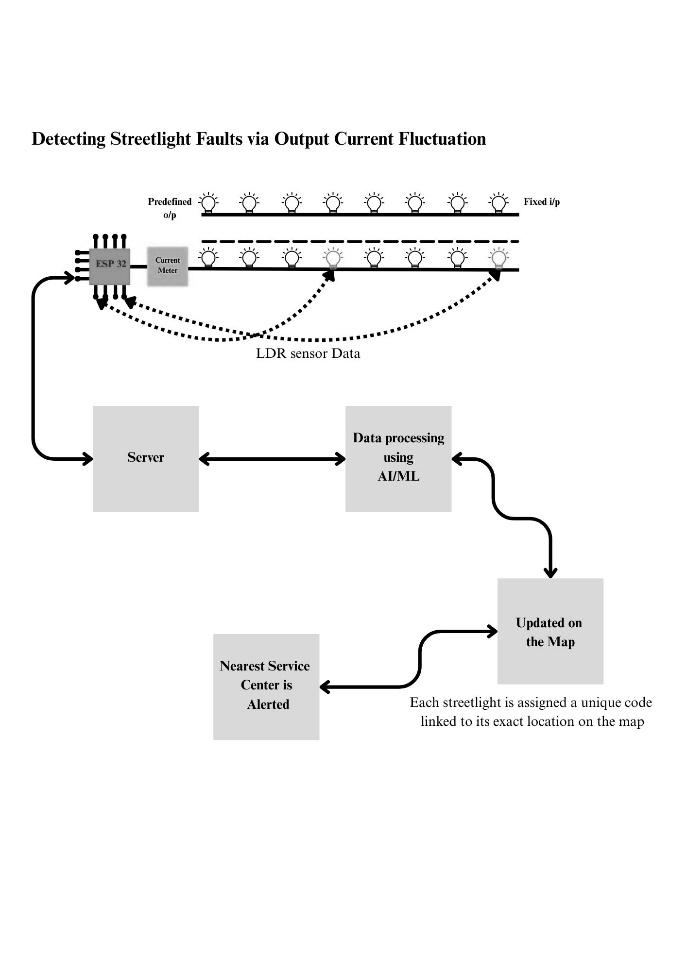 Detecting Streetlight Faults via Output Current Fluctuation
Predefined
o/p
Fixed i/p
ESP 32
Current
Meter
LDR sensor Data
Server
Data processing
using
AI/ML
Updated on
the Map
Nearest Service
Center is
Alerted
Each streetlight is assigned a unique code
linked to its exact location on the map